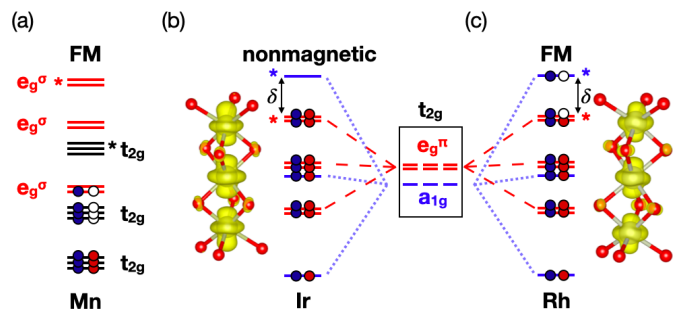 (a)
FM
e_g^σ *
e_g^σ
* t_2g
e_g^σ
t_2g
t_2g
Mn
(b)
nonmagnetic
*
δ
*
Ir
t_2g
e_g^π
a_1g
(c)
FM
*
δ
*
Rh